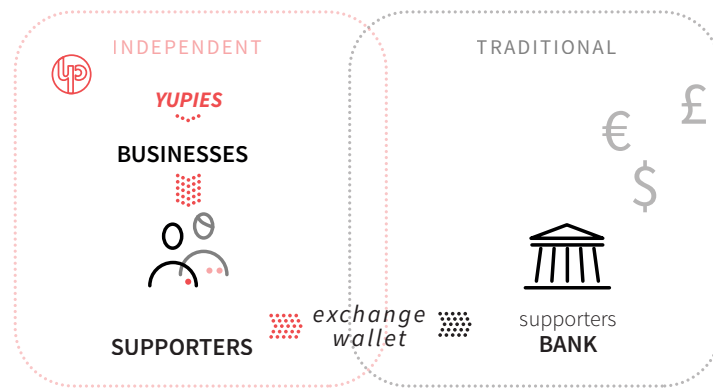 INDEPENDENT
TRADITIONAL
YUPIES
BUSINESSES
£
€
$
SUPPORTERS
exchange
wallet
supporters
BANK